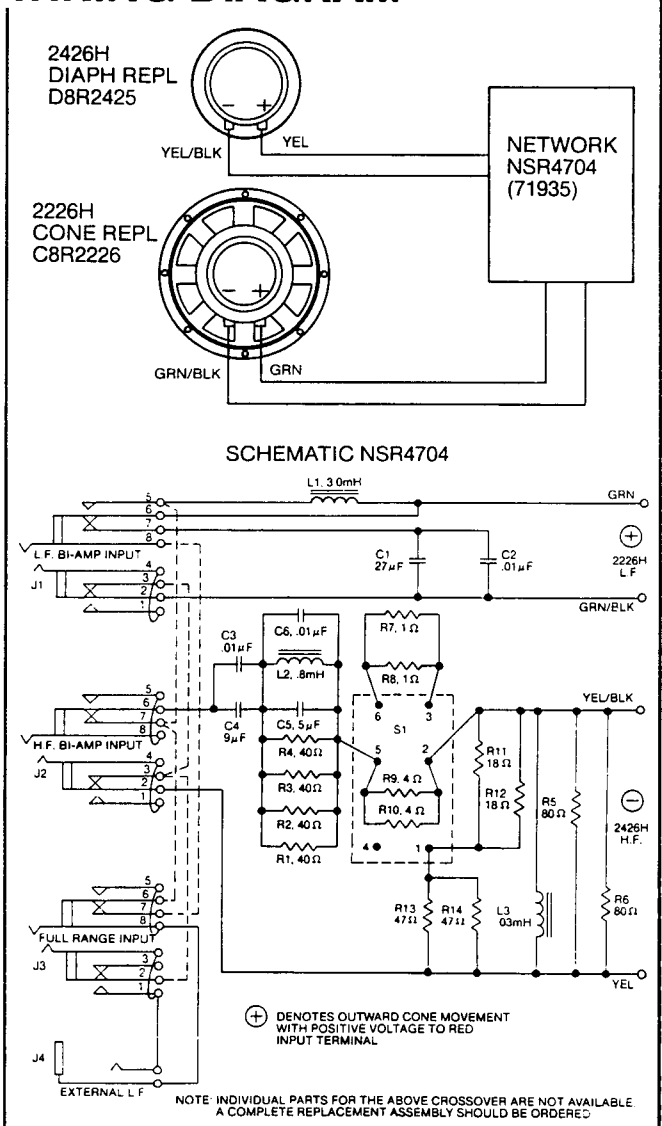 2426H
DIAPH REPL
D8R2425
YEL/BLK
YEL
NETWORK
NSR4704
(71935)
2226H
CONE REPL
C8R2226
GRN/BLK
GRN
SCHEMATIC NSR4704
L1, 3.0mH
GRN
5
6
7
8
L.F. BI-AMP INPUT
J1
4
3
2
1
C1
27µF
C2
.01µF
+
2226H
L.F.
GRN/BLK
C3
.01µF
C6, .01µF
L2, .8mH
C4
9µF
C5, 5µF
R4, 40Ω
R3, 40Ω
R2, 40Ω
R1, 40Ω
R7, 1Ω
R8, 1Ω
6
3
S1
5
2
R9, 4Ω
R10, 4Ω
4
1
YEL/BLK
5
6
7
8
H.F. BI-AMP INPUT
J2
4
3
2
1
R11
18Ω
R12
18Ω
R5
80Ω
−
2426H
H.F.
R6
80Ω
R13
47Ω
R14
47Ω
L3
.03mH
YEL
5
6
7
8
FULL RANGE INPUT
J3
3
2
1
J4
EXTERNAL L.F.
+ DENOTES OUTWARD CONE MOVEMENT
WITH POSITIVE VOLTAGE TO RED
INPUT TERMINAL
NOTE: INDIVIDUAL PARTS FOR THE ABOVE CROSSOVER ARE NOT AVAILABLE.
A COMPLETE REPLACEMENT ASSEMBLY SHOULD BE ORDERED